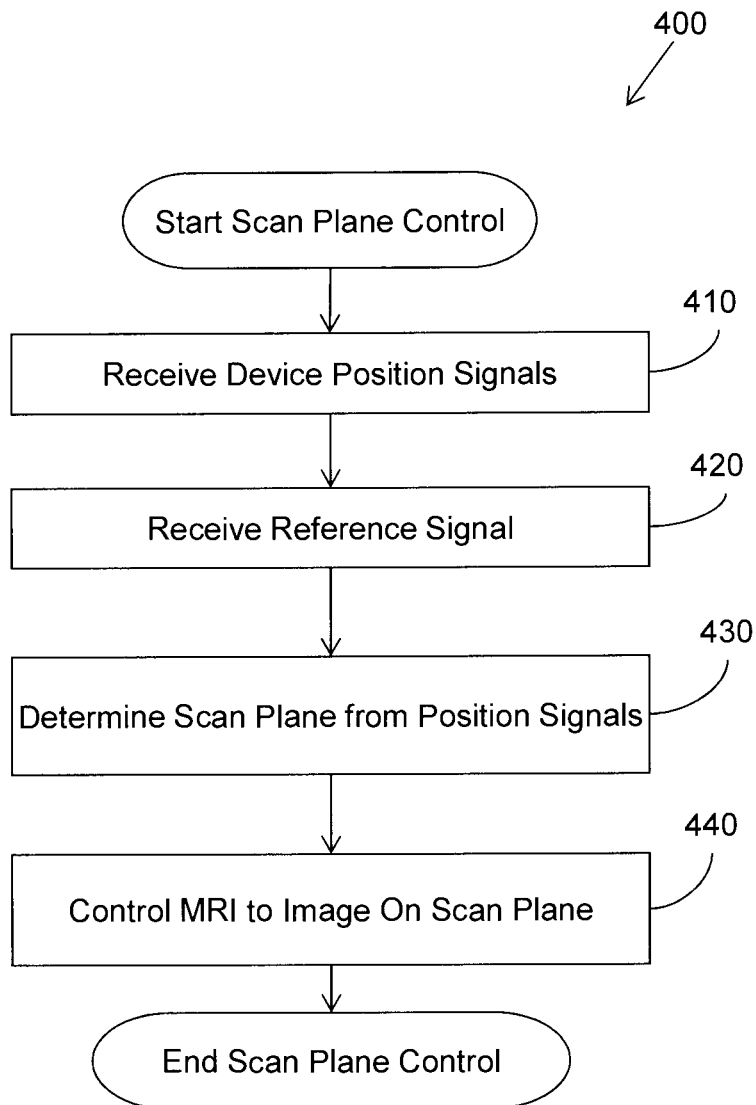 400
Start Scan Plane Control
410
Receive Device Position Signals
420
Receive Reference Signal
430
Determine Scan Plane from Position Signals
440
Control MRI to Image On Scan Plane
End Scan Plane Control